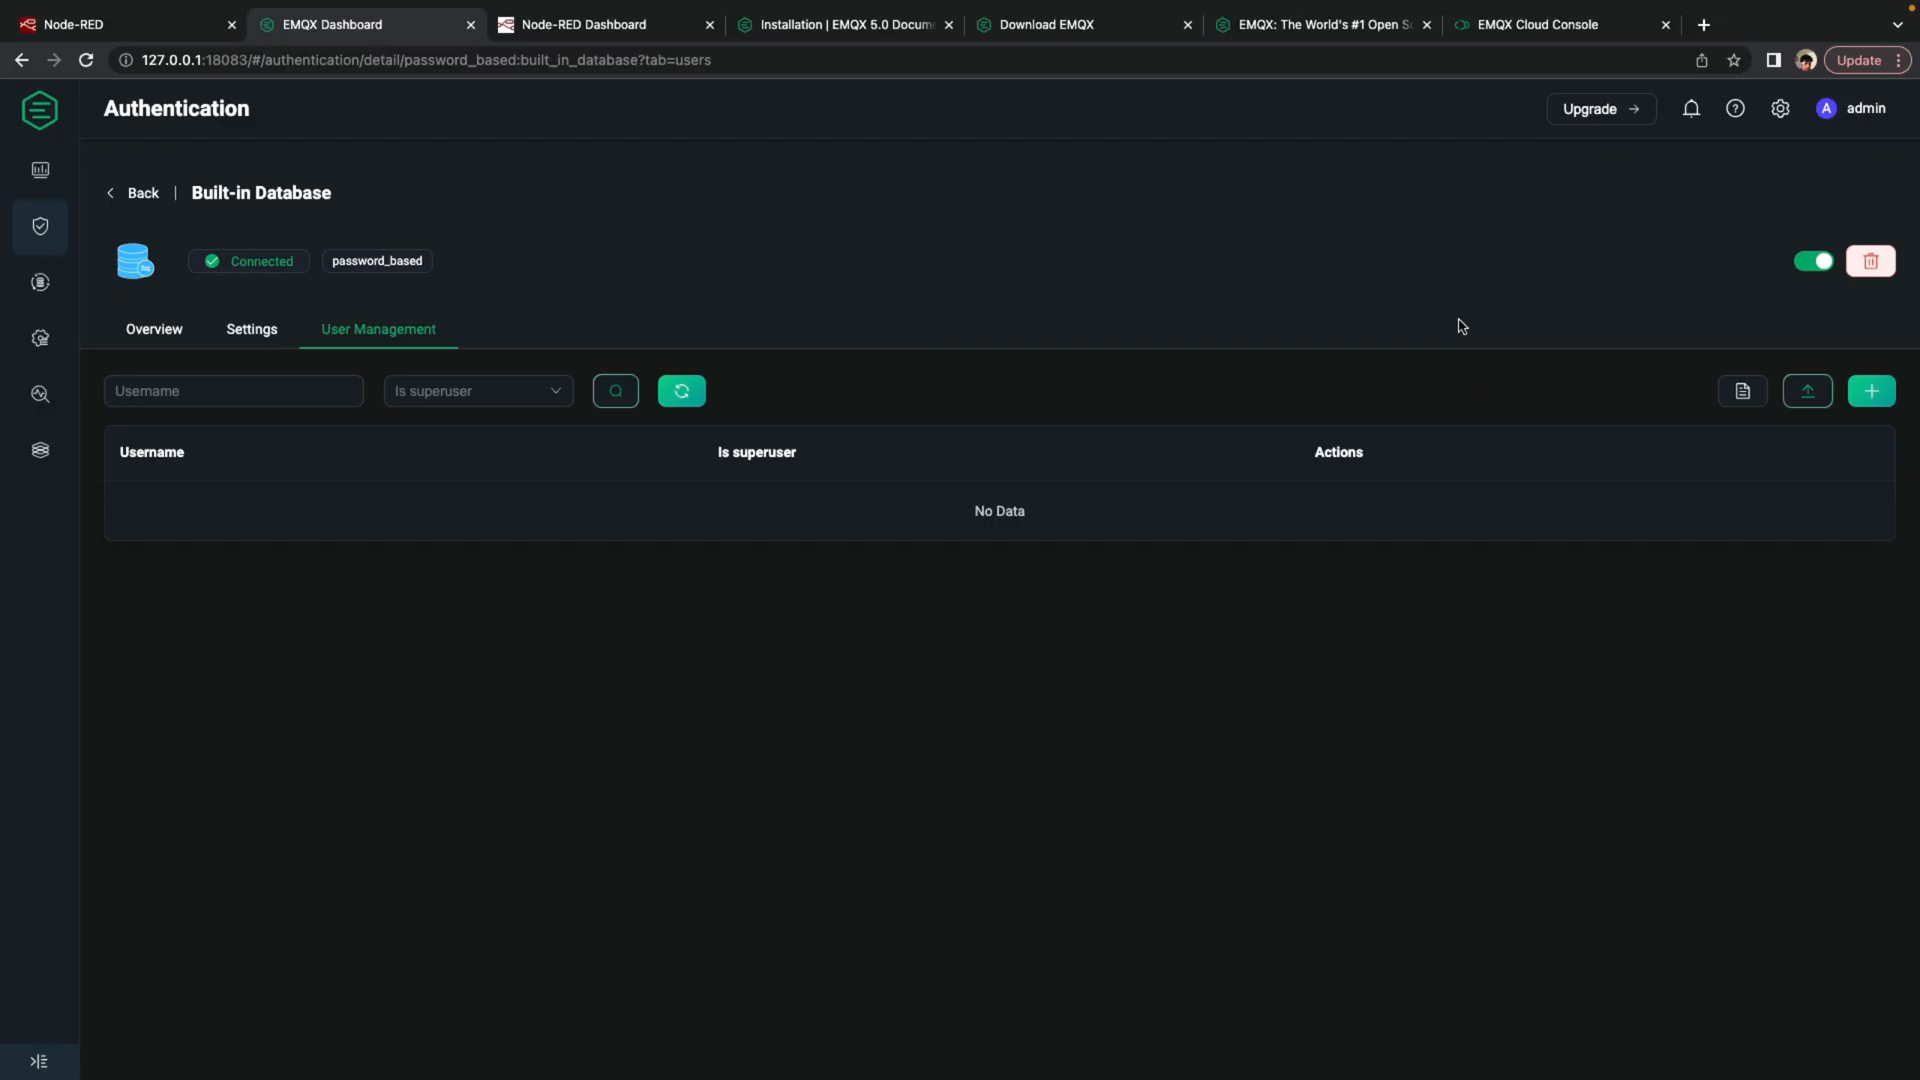 Node-RED
EMQX Dashboard
Node-RED Dashboard
Installation | EMQX 5.0 Docum
Download EMQX
EMQX: The World's #1 Open S
EMQX Cloud Console
127.0.0.1:18083/#/authentication/detail/password_based:built_in_database?tab=users
Update
Authentication
Upgrade →
A admin
Back | Built-in Database
Connected
password_based
Overview
Settings
User Management
Username
Is superuser
Username
Is superuser
Actions
No Data